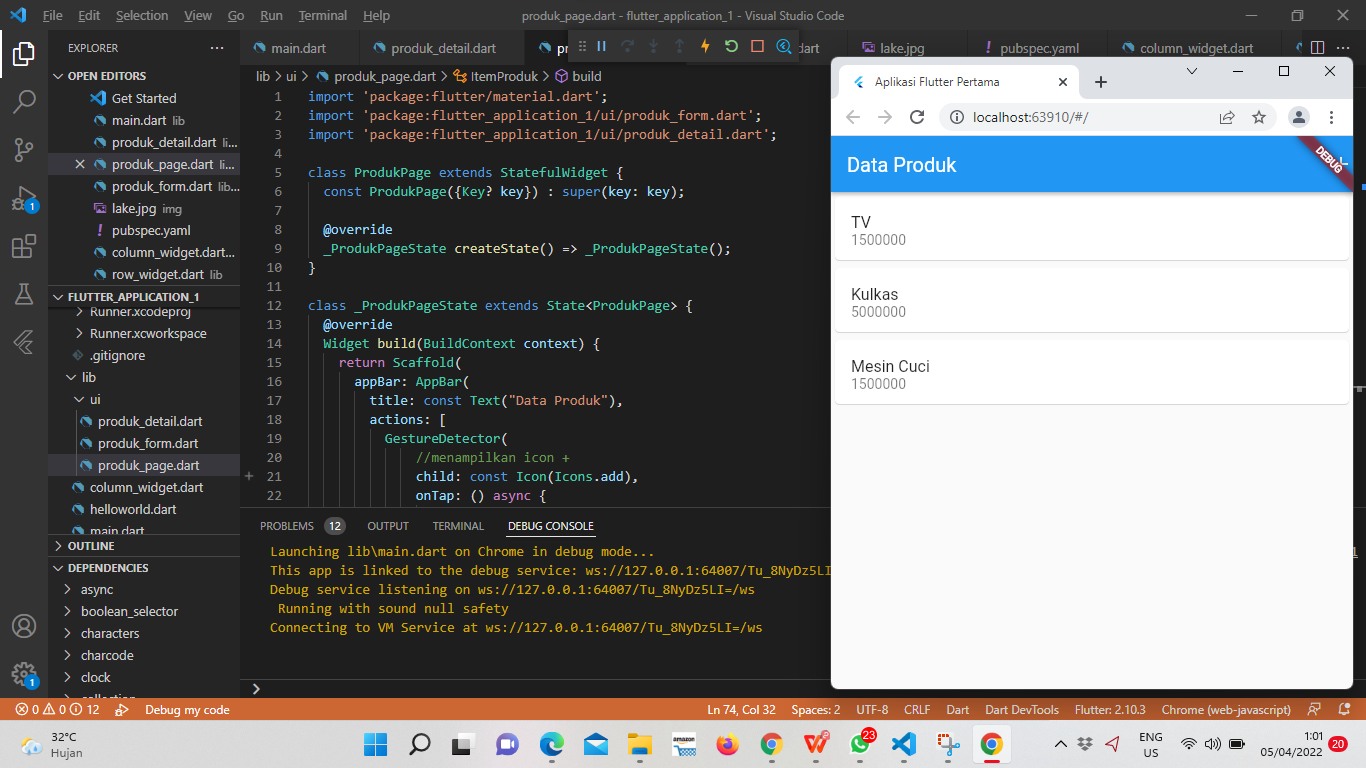 File Edit Selection View Go Run Terminal Help
produk_page.dart - flutter_application_1 - Visual Studio Code
EXPLORER
OPEN EDITORS
Get Started
main.dart lib
produk_detail.dart li...
produk_page.dart li...
produk_form.dart lib...
lake.jpg img
pubspec.yaml
column_widget.dart...
row_widget.dart lib
FLUTTER_APPLICATION_1
Runner.xcodeproj
Runner.xcworkspace
.gitignore
lib
ui
produk_detail.dart
produk_form.dart
produk_page.dart
column_widget.dart
helloworld.dart
main.dart
OUTLINE
DEPENDENCIES
async
boolean_selector
characters
charcode
clock
collection
1
1
main.dart
produk_detail.dart
lake.jpg
pubspec.yaml
column_widget.dart
lib > ui > produk_page.dart > ItemProduk > build
1 import 'package:flutter/material.dart';
2 import 'package:flutter_application_1/ui/produk_form.dart';
3 import 'package:flutter_application_1/ui/produk_detail.dart';
4
5 class ProdukPage extends StatefulWidget {
6 const ProdukPage({Key? key}) : super(key: key);
7
8 @override
9 _ProdukPageState createState() => _ProdukPageState();
10 }
11
12 class _ProdukPageState extends State<ProdukPage> {
13 @override
14 Widget build(BuildContext context) {
15 return Scaffold(
16 appBar: AppBar(
17 title: const Text("Data Produk"),
18 actions: [
19 GestureDetector(
20 //menampilkan icon +
21 child: const Icon(Icons.add),
22 onTap: () async {
PROBLEMS 12 OUTPUT TERMINAL DEBUG CONSOLE
Launching lib\main.dart on Chrome in debug mode...
This app is linked to the debug service: ws://127.0.0.1:64007/Tu_8NyDz5LI
Debug service listening on ws://127.0.0.1:64007/Tu_8NyDz5LI=/ws
Running with sound null safety
Connecting to VM Service at ws://127.0.0.1:64007/Tu_8NyDz5LI=/ws
Aplikasi Flutter Pertama
localhost:63910/#/
Data Produk
DEBUG
TV
1500000
Kulkas
5000000
Mesin Cuci
1500000
0 0 12 Debug my code
Ln 74, Col 32 Spaces: 2 UTF-8 CRLF Dart Dart DevTools Flutter: 2.10.3 Chrome (web-javascript)
32°C
Hujan
amazon
23
ENG
US
1:01
05/04/2022
20